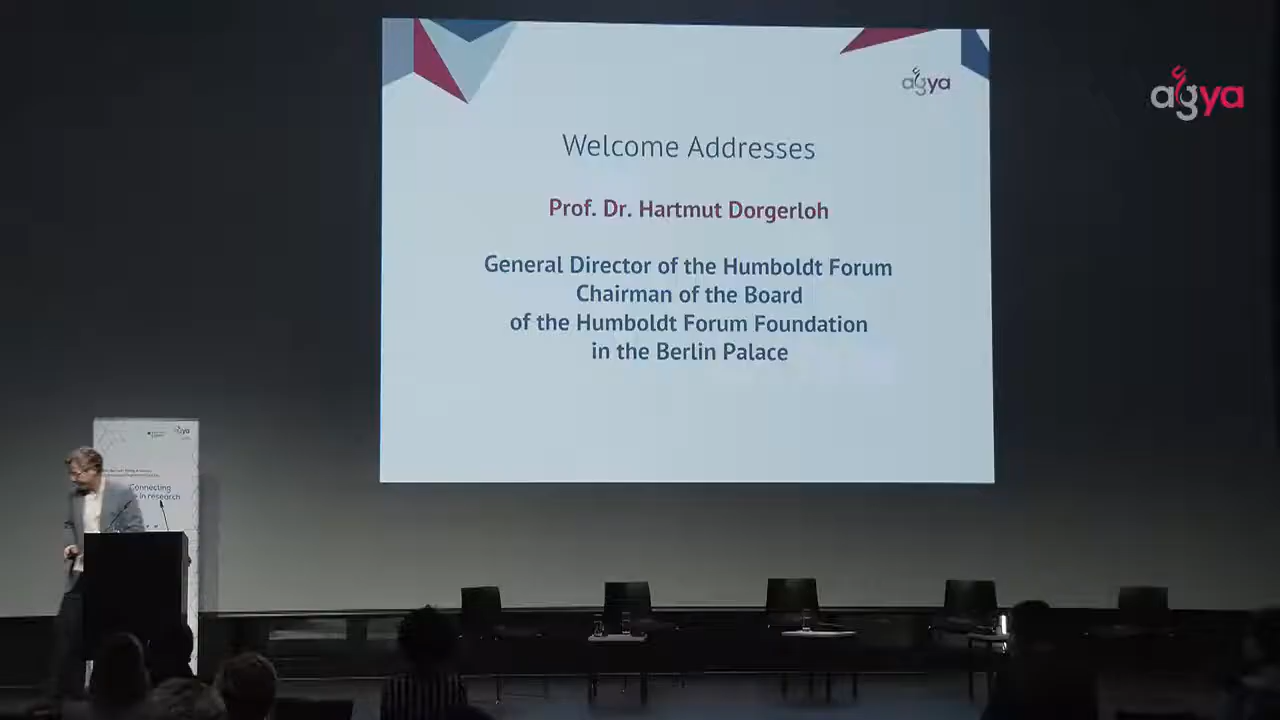 agya
agya
Welcome Addresses
Prof. Dr. Hartmut Dorgerloh
General Director of the Humboldt Forum
Chairman of the Board
of the Humboldt Forum Foundation
in the Berlin Palace
agya
Connecting
in research